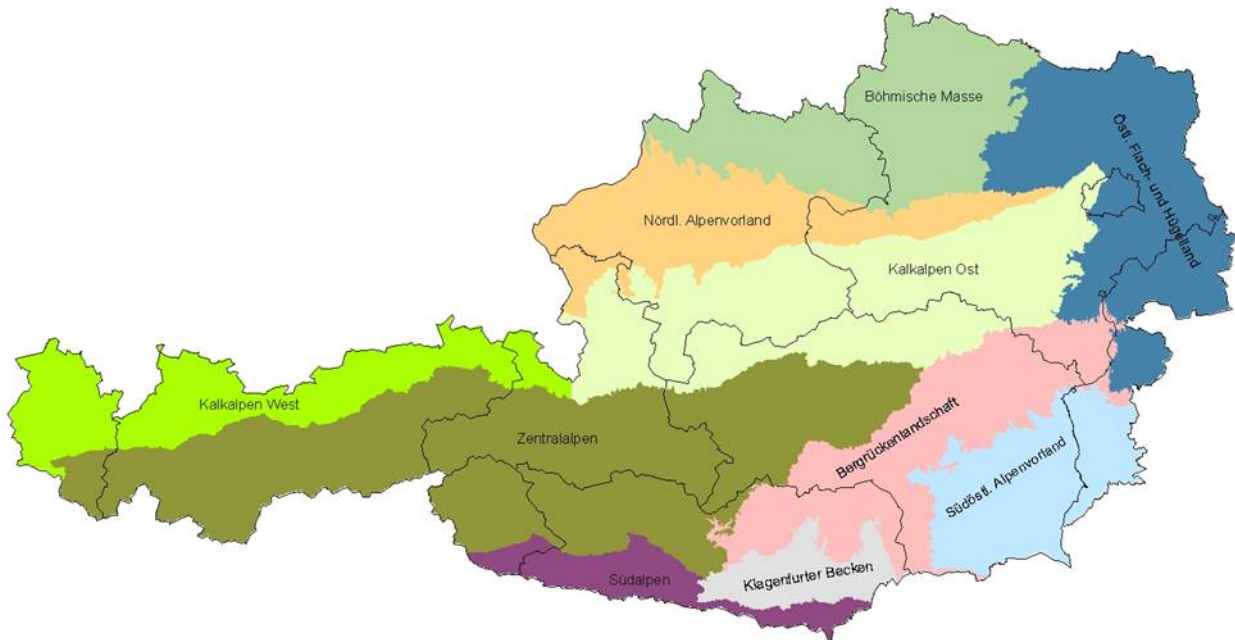 Böhmische Masse
Östl. Flach- und Hügelland
Nördl. Alpenvorland
Kalkalpen Ost
Kalkalpen West
Zentralalpen
Bergrückenlandschaft
Südöstl. Alpenvorland
Südalpen
Klagenfurter Becken